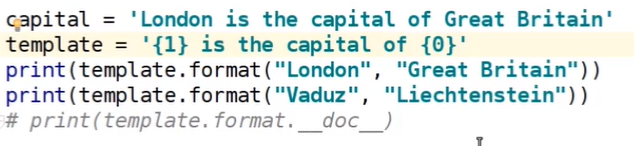 capital = 'London is the capital of Great Britain'
template = '{1} is the capital of {0}'
print(template.format("London", "Great Britain"))
print(template.format("Vaduz", "Liechtenstein"))
# print(template.format.__doc__)